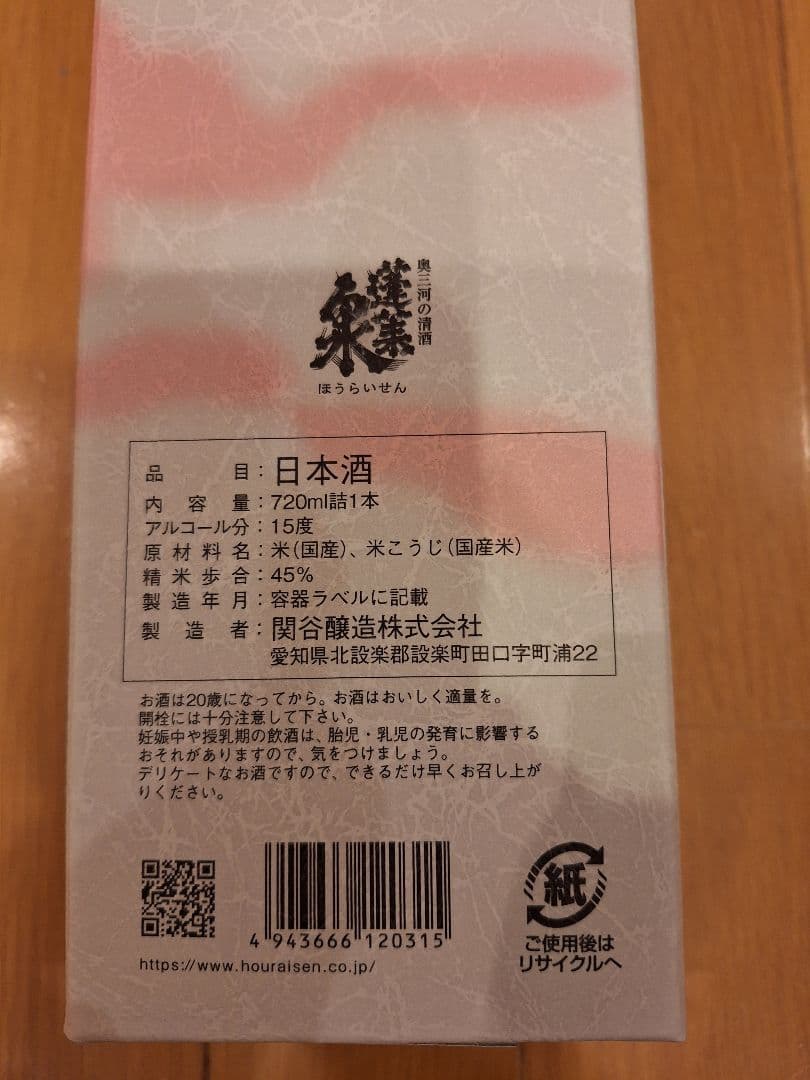 奥三河の清酒
蓬莱泉
ほうらいせん
品目：日本酒
内容量：720ml詰1本
アルコール分：15度
原材料名：米(国産)、米こうじ(国産米)
精米歩合：45%
製造年月：容器ラベルに記載
製造者：関谷醸造株式会社
愛知県北設楽郡設楽町田口字町浦22
お酒は20歳になってから。お酒はおいしく適量を。
開栓には十分注意して下さい。
妊娠中や授乳期の飲酒は、胎児・乳児の発育に影響する
おそれがありますので、気をつけましょう。
デリケートなお酒ですので、できるだけ早くお召し上が
りください。
4 943666 120315
https://www.houraisen.co.jp/
紙
ご使用後は
リサイクルへ